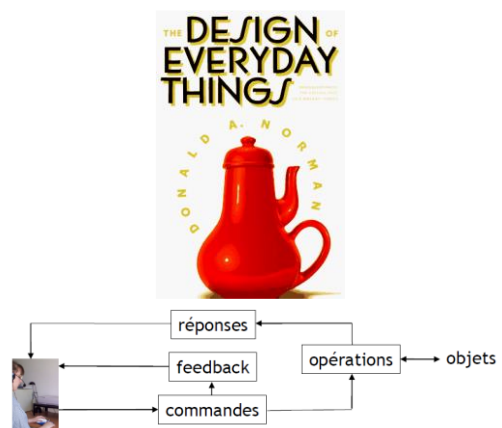 THE DESIGN OF
EVERYDAY
THINGS
DONALD A. NORMAN
réponses
feedback
opérations
objets
commandes